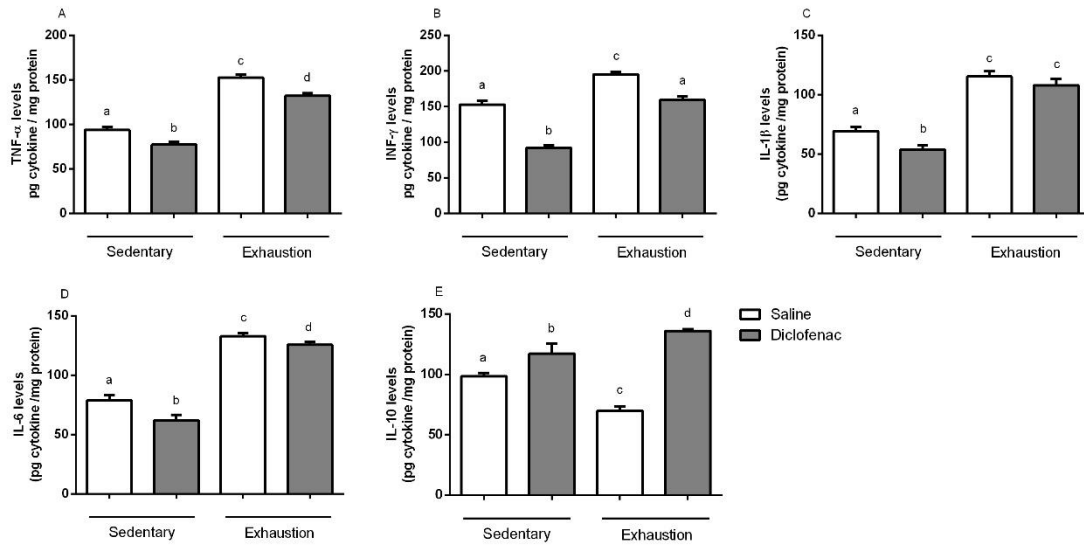 A
TNF-α levels
pg cytokine / mg protein
200
150
100
50
0
a
b
c
d
Sedentary
Exhaustion
B
INF-γ levels
pg cytokine / mg protein
250
200
150
100
50
0
a
b
c
a
Sedentary
Exhaustion
C
IL-1β levels
(pg cytokine /mg protein)
150
100
50
0
a
b
c
c
Sedentary
Exhaustion
D
IL-6 levels
(pg cytokine /mg protein)
150
100
50
0
a
b
c
d
Sedentary
Exhaustion
E
IL-10 levels
(pg cytokine /mg protein)
150
100
50
0
a
b
c
d
Sedentary
Exhaustion
Saline
Diclofenac